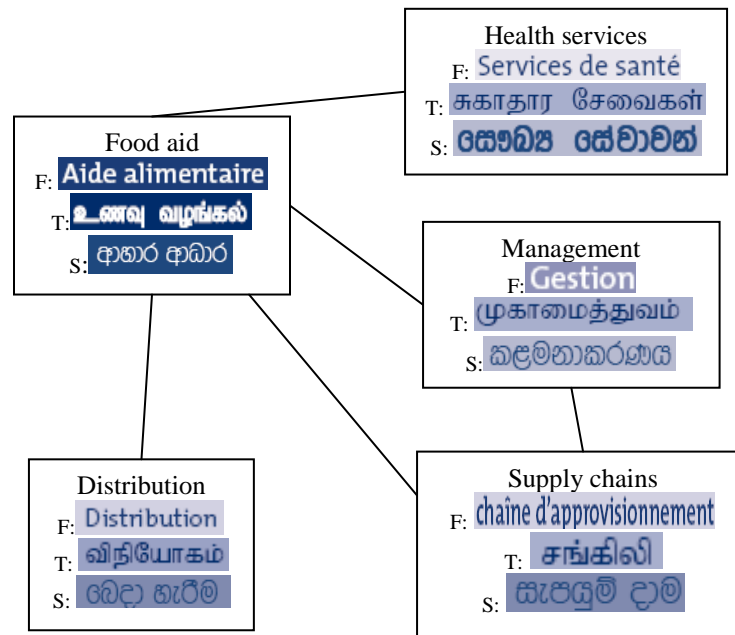 Health services
F: Services de santé
T: சுகாதார சேவைகள்
S: සෞඛ්‍ය සේවාවන්
Food aid
F: Aide alimentaire
T: உணவு வழங்கல்
S: ආහාර ආධාර
Management
F: Gestion
T: முகாமைத்துவம்
S: කළමනාකරණය
Distribution
F: Distribution
T: விநியோகம்
S: බෙදා හැරීම
Supply chains
F: chaîne d'approvisionnement
T: சங்கிலி
S: සැපයුම් දාම